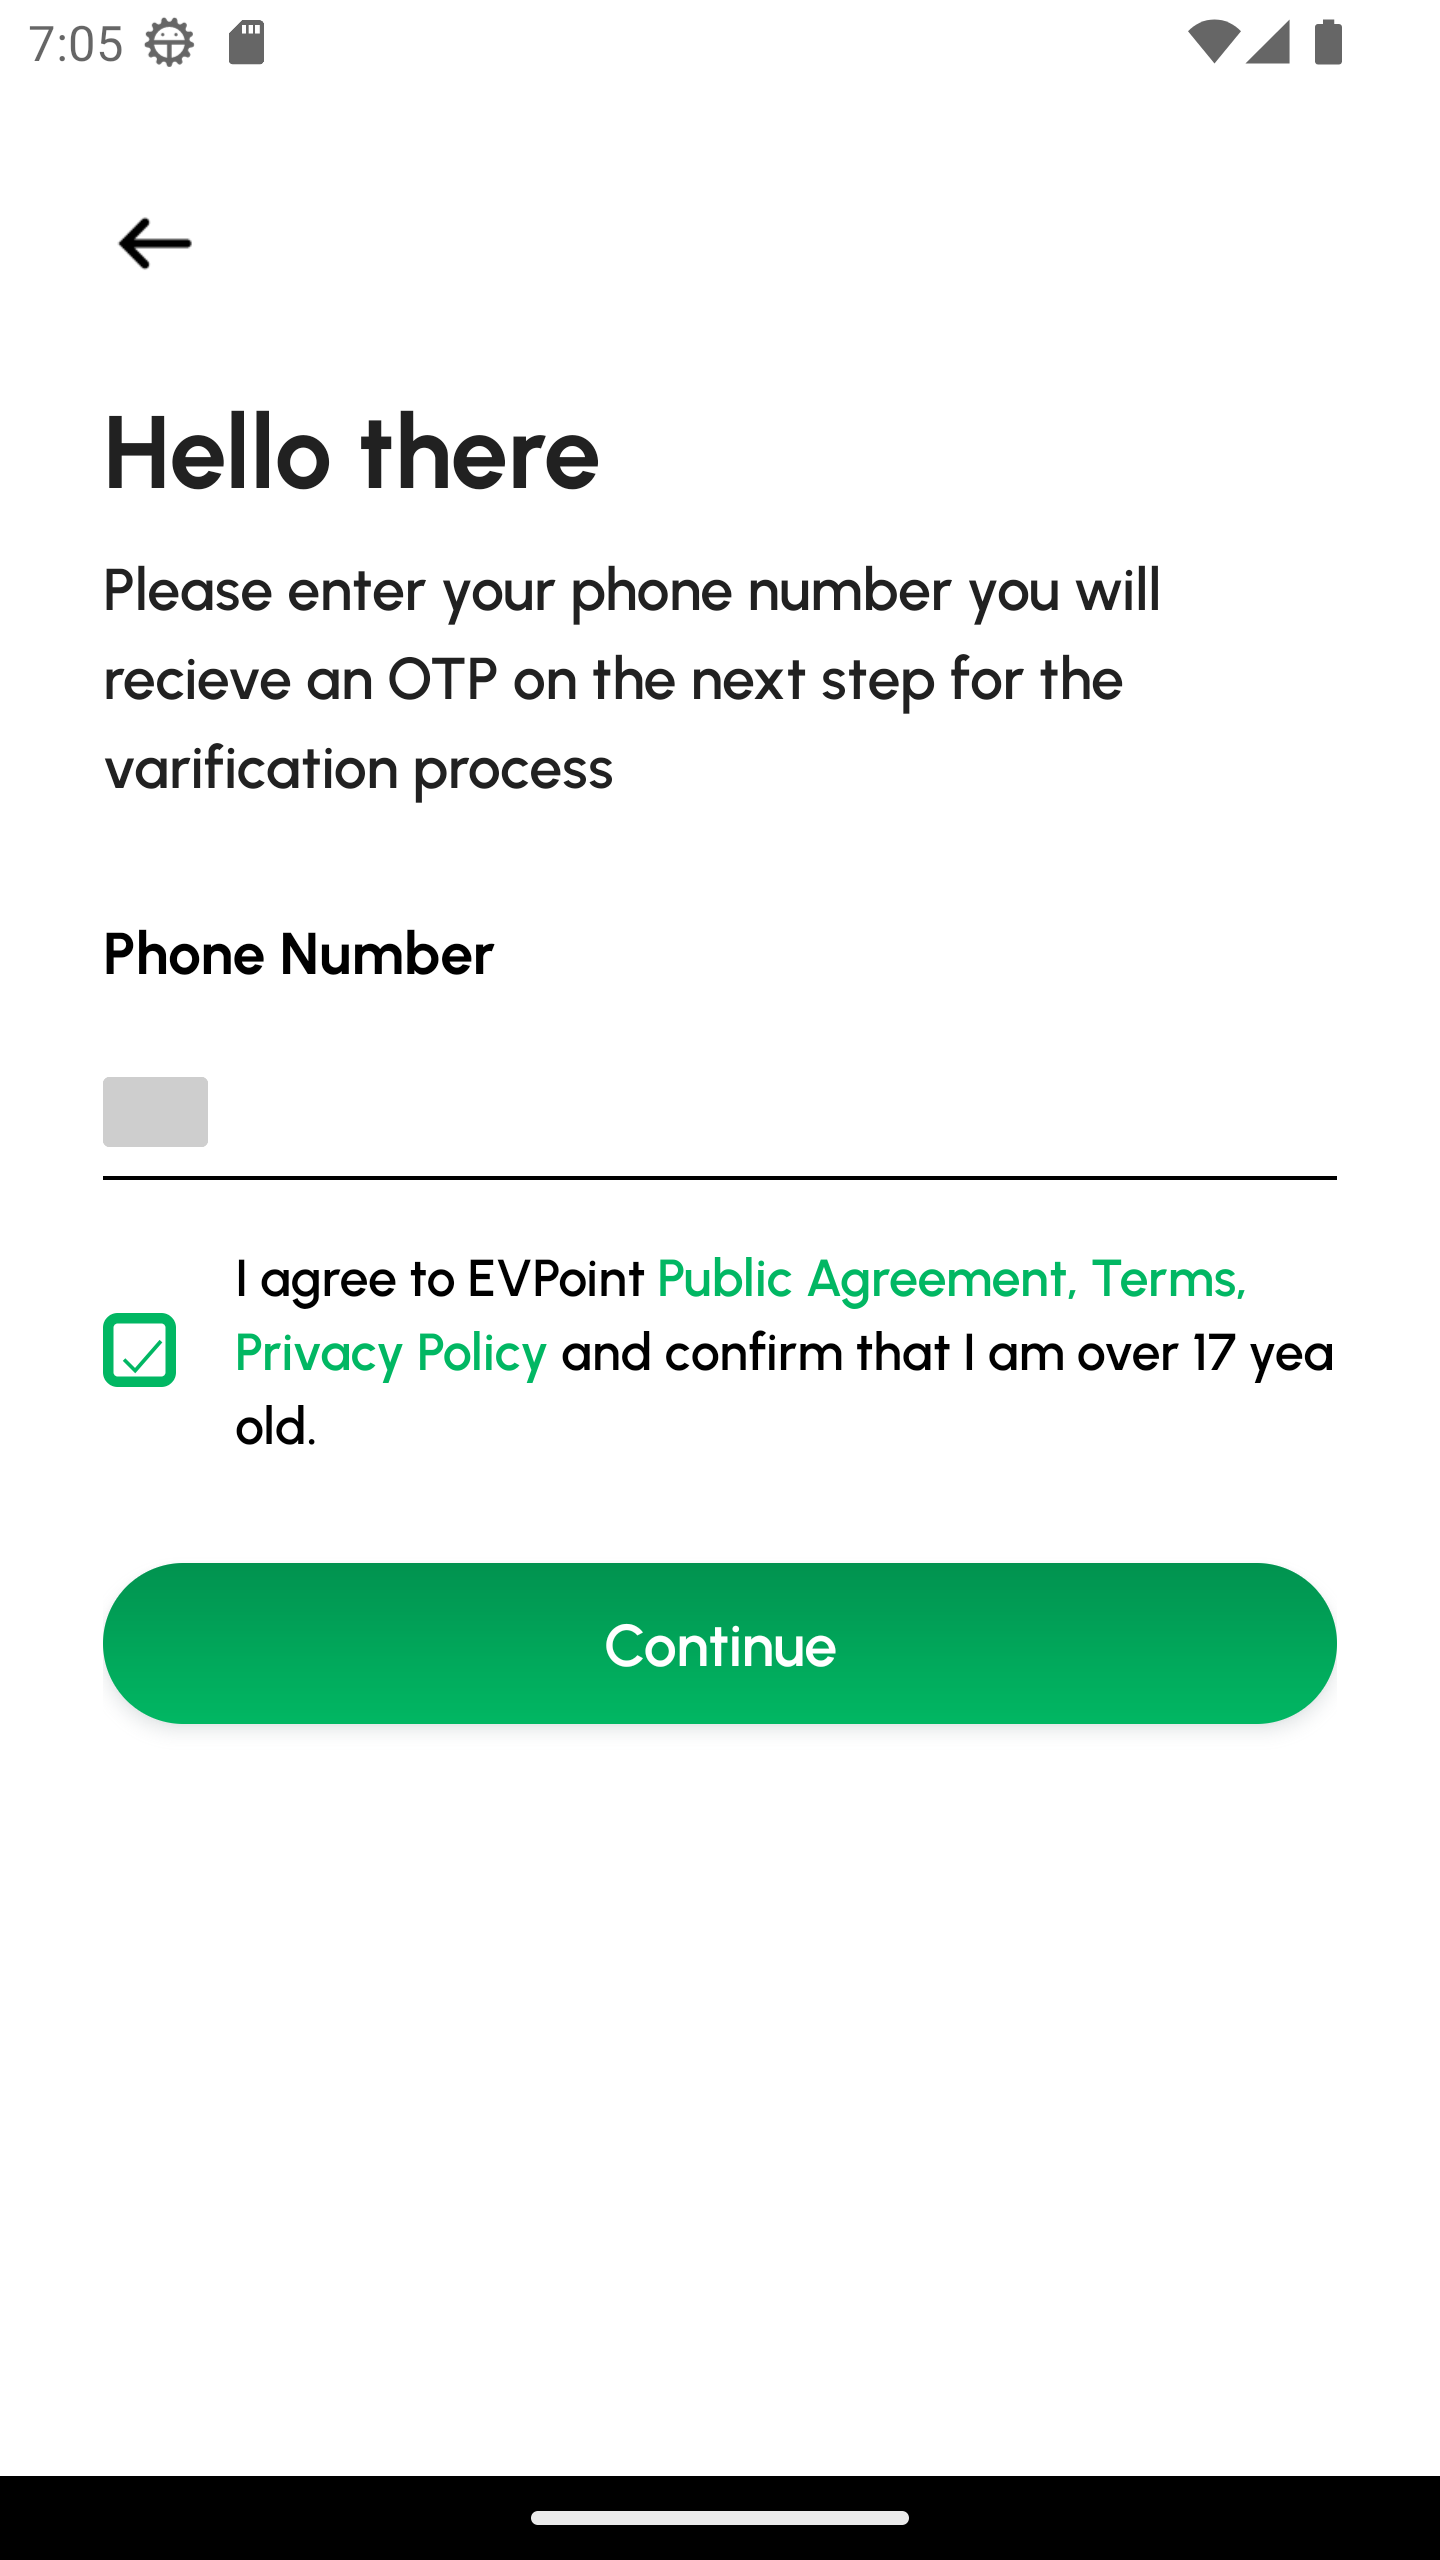 7:05
Hello there
Please enter your phone number you will
recieve an OTP on the next step for the
varification process
Phone Number
I agree to EVPoint Public Agreement, Terms,
Privacy Policy and confirm that I am over 17 yea
old.
Continue